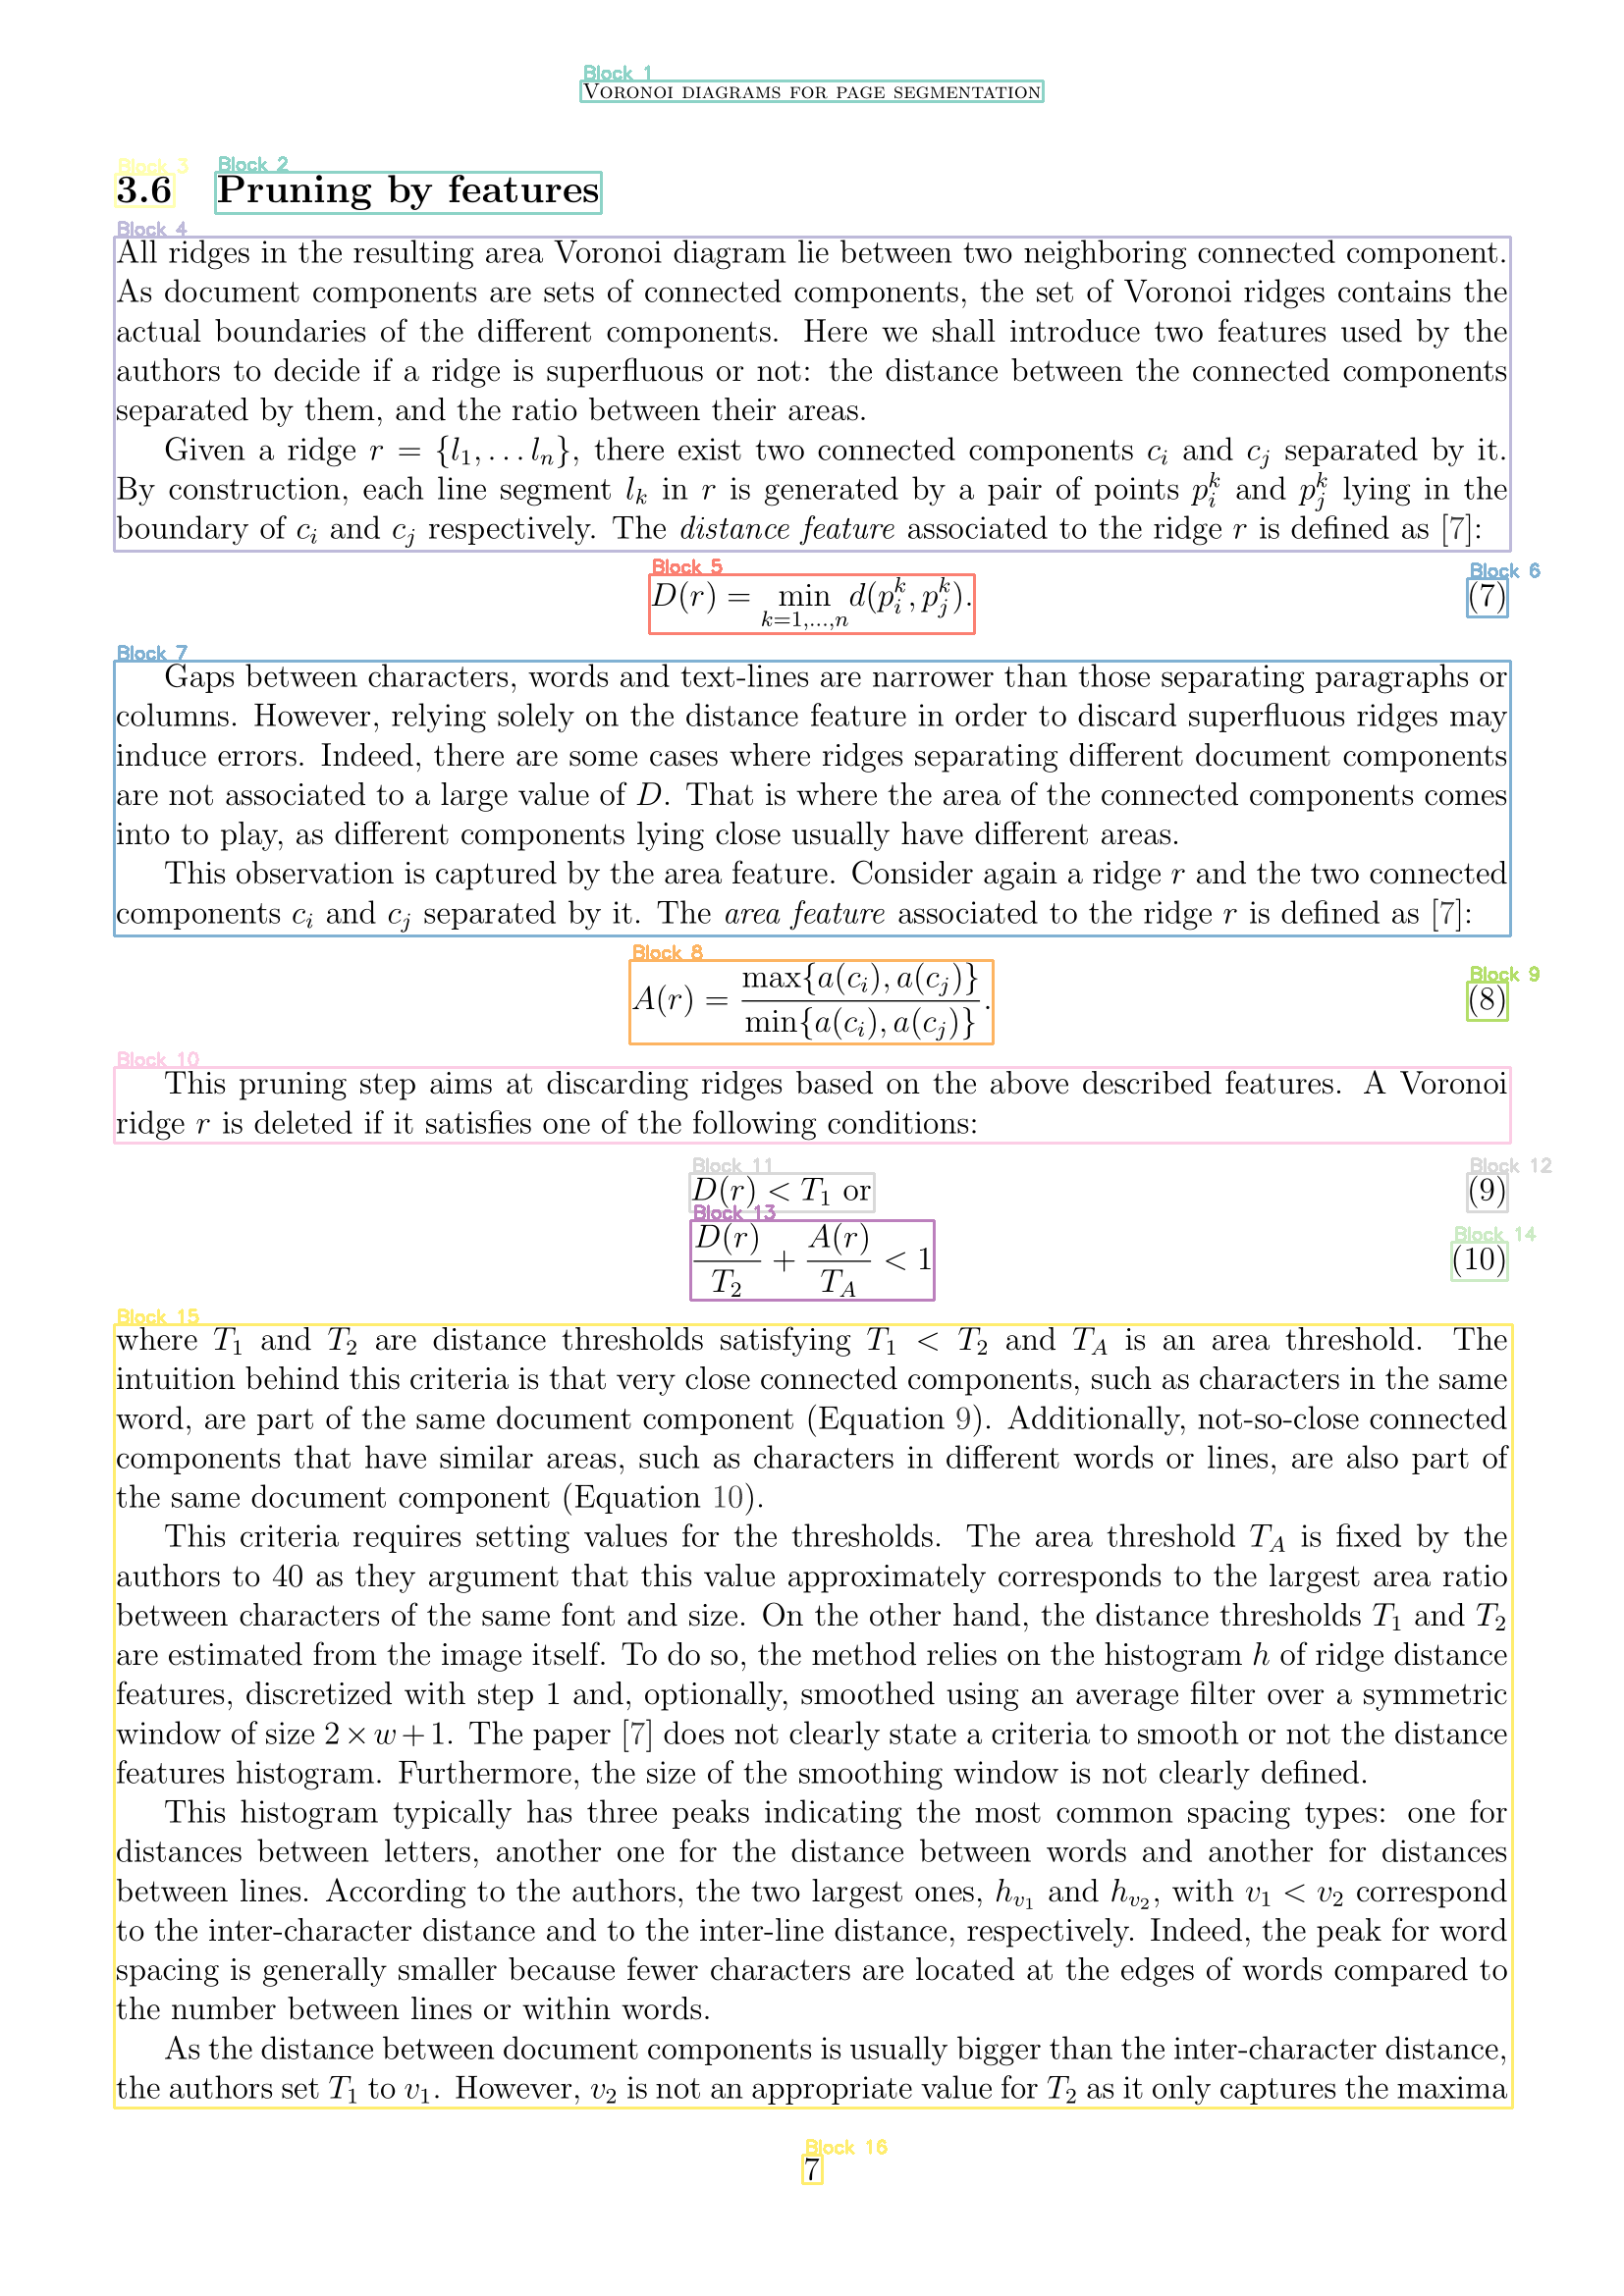 Block 1
Voronoi diagrams for page segmentation
Block 3 Block 2
3.6 Pruning by features
Block 4
All ridges in the resulting area Voronoi diagram lie between two neighboring connected component.
As document components are sets of connected components, the set of Voronoi ridges contains the
actual boundaries of the different components. Here we shall introduce two features used by the
authors to decide if a ridge is superfluous or not: the distance between the connected components
separated by them, and the ratio between their areas.
Given a ridge r = {l_1, … l_n}, there exist two connected components c_i and c_j separated by it.
By construction, each line segment l_k in r is generated by a pair of points p_i^k and p_j^k lying in the
boundary of c_i and c_j respectively. The distance feature associated to the ridge r is defined as [7]:
Block 5 Block 6
D(r) = min_{k=1,...,n} d(p_i^k, p_j^k). (7)
Block 7
Gaps between characters, words and text-lines are narrower than those separating paragraphs or
columns. However, relying solely on the distance feature in order to discard superfluous ridges may
induce errors. Indeed, there are some cases where ridges separating different document components
are not associated to a large value of D. That is where the area of the connected components comes
into to play, as different components lying close usually have different areas.
This observation is captured by the area feature. Consider again a ridge r and the two connected
components c_i and c_j separated by it. The area feature associated to the ridge r is defined as [7]:
Block 8 Block 9
A(r) = max{a(c_i), a(c_j)} / min{a(c_i), a(c_j)}. (8)
Block 10
This pruning step aims at discarding ridges based on the above described features. A Voronoi
ridge r is deleted if it satisfies one of the following conditions:
Block 11 Block 12
D(r) < T_1 or (9)
Block 13 Block 14
D(r)/T_2 + A(r)/T_A < 1 (10)
Block 15
where T_1 and T_2 are distance thresholds satisfying T_1 < T_2 and T_A is an area threshold. The
intuition behind this criteria is that very close connected components, such as characters in the same
word, are part of the same document component (Equation 9). Additionally, not-so-close connected
components that have similar areas, such as characters in different words or lines, are also part of
the same document component (Equation 10).
This criteria requires setting values for the thresholds. The area threshold T_A is fixed by the
authors to 40 as they argument that this value approximately corresponds to the largest area ratio
between characters of the same font and size. On the other hand, the distance thresholds T_1 and T_2
are estimated from the image itself. To do so, the method relies on the histogram h of ridge distance
features, discretized with step 1 and, optionally, smoothed using an average filter over a symmetric
window of size 2 × w + 1. The paper [7] does not clearly state a criteria to smooth or not the distance
features histogram. Furthermore, the size of the smoothing window is not clearly defined.
This histogram typically has three peaks indicating the most common spacing types: one for
distances between letters, another one for the distance between words and another for distances
between lines. According to the authors, the two largest ones, h_{v_1} and h_{v_2}, with v_1 < v_2 correspond
to the inter-character distance and to the inter-line distance, respectively. Indeed, the peak for word
spacing is generally smaller because fewer characters are located at the edges of words compared to
the number between lines or within words.
As the distance between document components is usually bigger than the inter-character distance,
the authors set T_1 to v_1. However, v_2 is not an appropriate value for T_2 as it only captures the maxima
Block 16
7